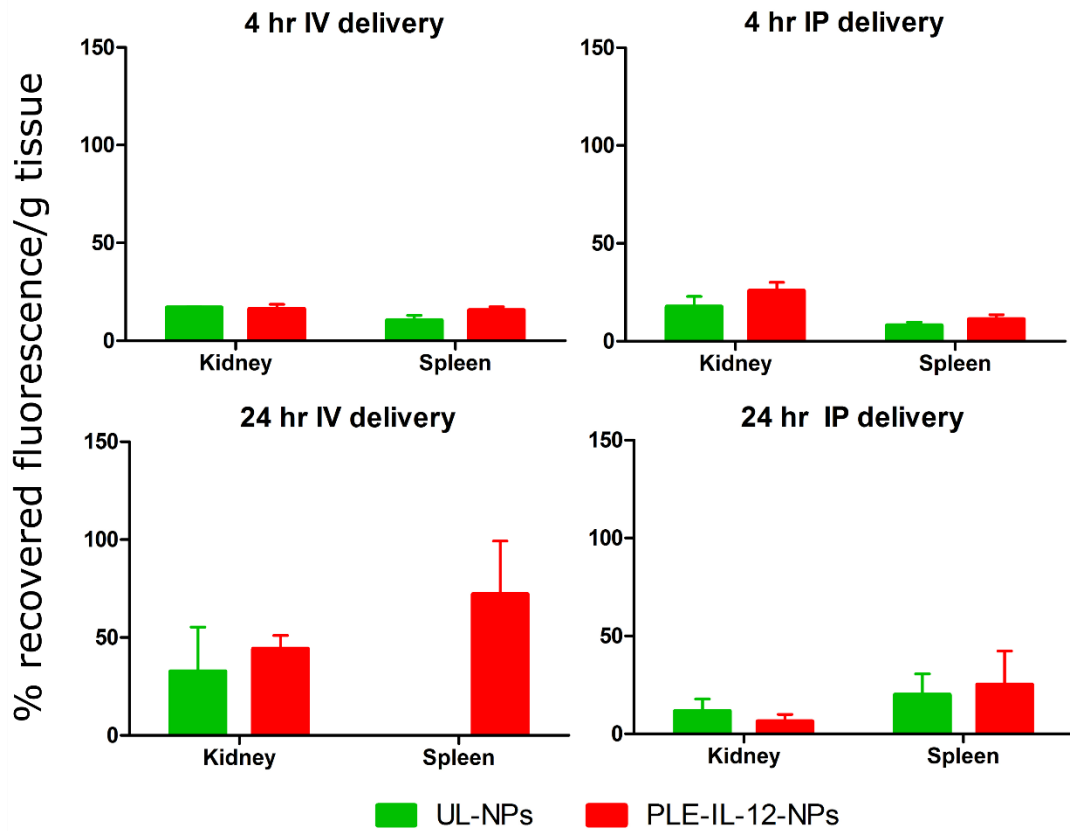 % recovered fluorescence/g tissue
4 hr IV delivery
150
100
50
0
Kidney Spleen
4 hr IP delivery
150
100
50
0
Kidney Spleen
24 hr IV delivery
150
100
50
0
Kidney Spleen
24 hr IP delivery
150
100
50
0
Kidney Spleen
UL-NPs PLE-IL-12-NPs